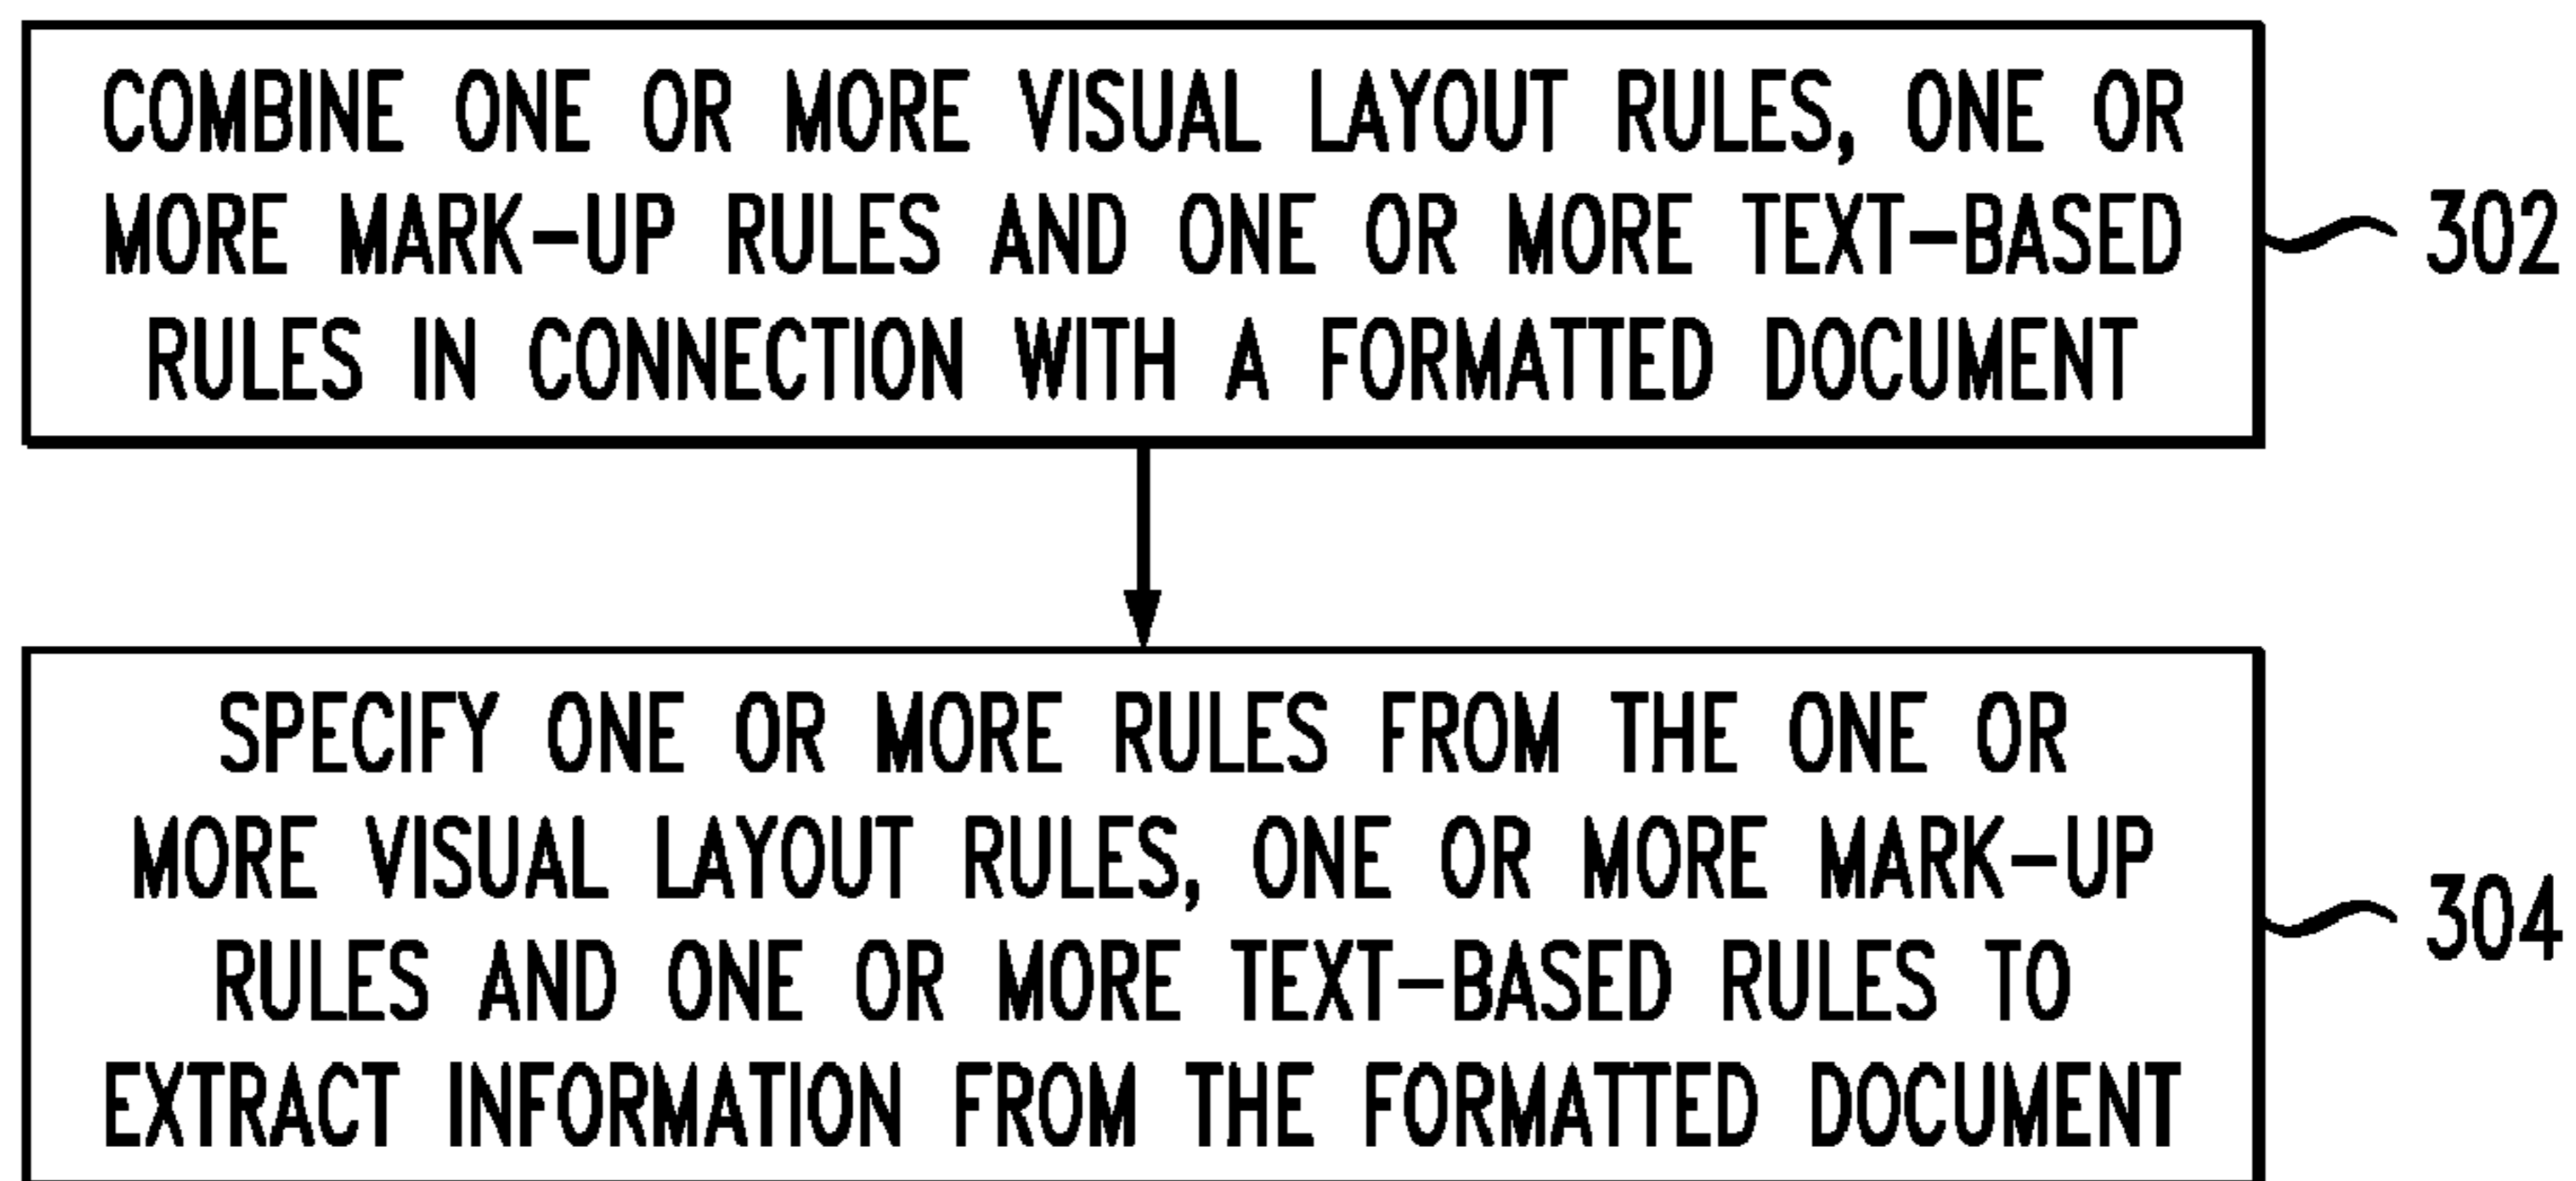 COMBINE ONE OR MORE VISUAL LAYOUT RULES, ONE OR
MORE MARK-UP RULES AND ONE OR MORE TEXT-BASED
RULES IN CONNECTION WITH A FORMATTED DOCUMENT
302
SPECIFY ONE OR MORE RULES FROM THE ONE OR
MORE VISUAL LAYOUT RULES, ONE OR MORE MARK-UP
RULES AND ONE OR MORE TEXT-BASED RULES TO
EXTRACT INFORMATION FROM THE FORMATTED DOCUMENT
304